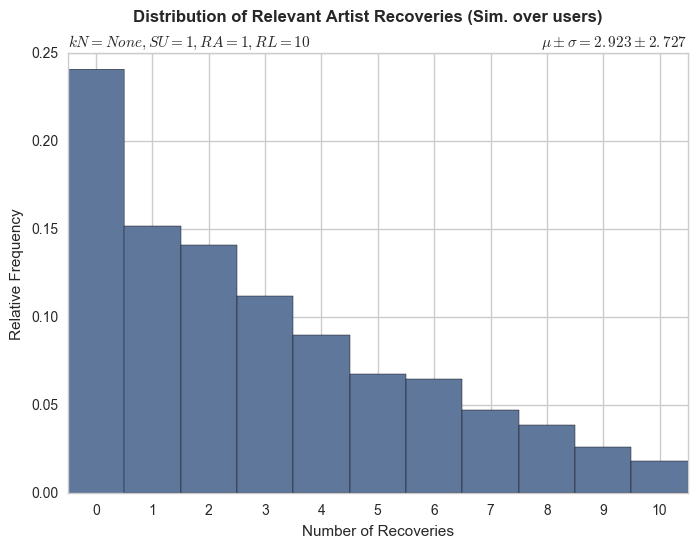 Distribution of Relevant Artist Recoveries (Sim. over users)
kN = None, SU = 1, RA = 1, RL = 10
μ ± σ = 2.923 ± 2.727
0.25
0.20
0.15
0.10
0.05
0.00
Relative Frequency
0 1 2 3 4 5 6 7 8 9 10
Number of Recoveries